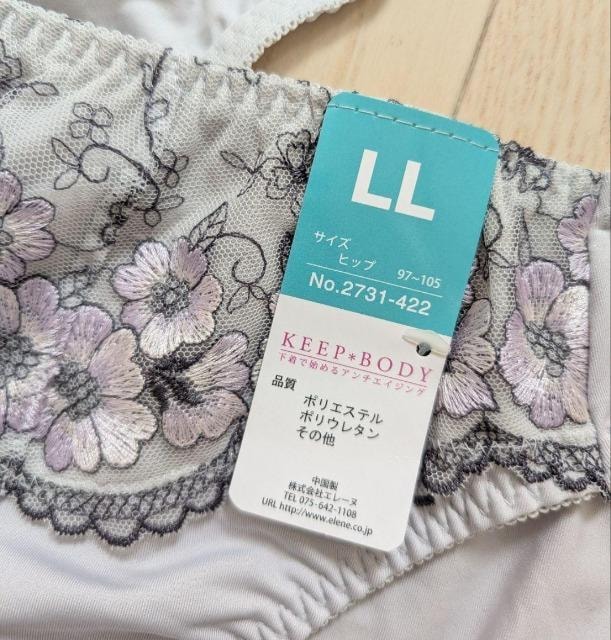 LL
サイズ
ヒップ 97~105
No.2731-422
KEEP*BODY
下着で始めるアンチエイジング
品質
ポリエステル
ポリウレタン
その他
中国製
株式会社エレーヌ
TEL 075-642-1108
URL http://www.elene.co.jp